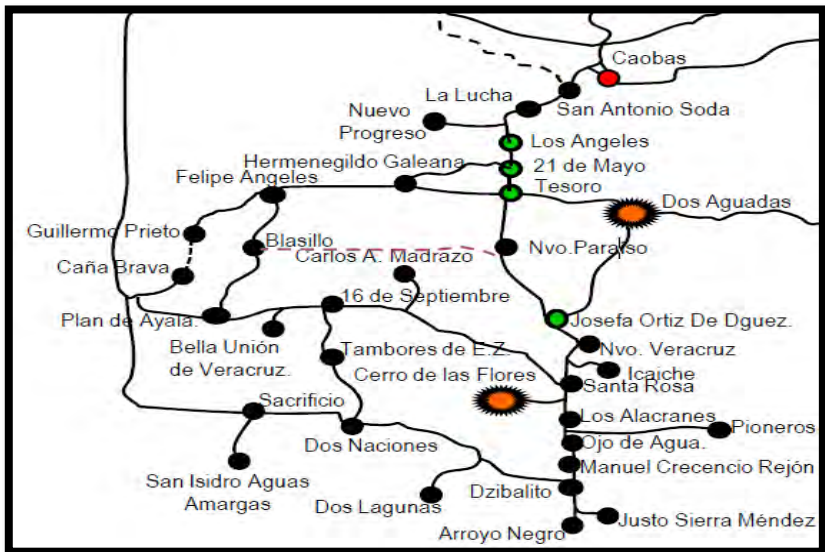 Caobas
La Lucha
San Antonio Soda
Nuevo
Progreso
Los Angeles
Hermenegildo Galeana
21 de Mayo
Felipe Angeles
Tesoro
Dos Aguadas
Guillermo Prieto
Blasillo
Nvo.Paraíso
Carlos A. Madrazo
Caña Brava
16 de Septiembre
Plan de Ayala.
Josefa Ortiz De Dguez.
Bella Unión
de Veracruz.
Tambores de E.Z.
Nvo. Veracruz
Cerro de las Flores
Icaiche
Santa Rosa
Sacrificio
Los Alacranes
Pioneros
Dos Naciones
Ojo de Agua.
Manuel Crecencio Rejón
San Isidro Aguas
Amargas
Dos Lagunas
Dzibalito
Arroyo Negro
Justo Sierra Méndez